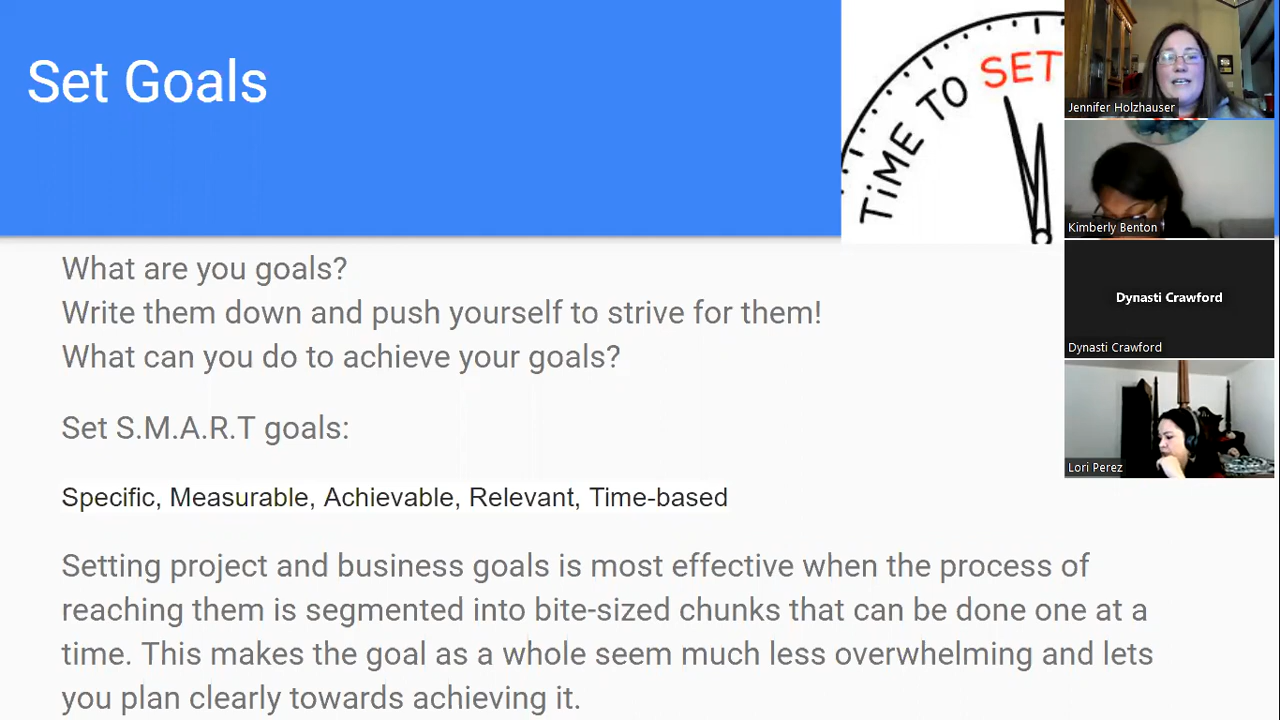 Set Goals
TiME TO SET
What are you goals?
Write them down and push yourself to strive for them!
What can you do to achieve your goals?
Set S.M.A.R.T goals:
Specific, Measurable, Achievable, Relevant, Time-based
Setting project and business goals is most effective when the process of
reaching them is segmented into bite-sized chunks that can be done one at a
time. This makes the goal as a whole seem much less overwhelming and lets
you plan clearly towards achieving it.
Jennifer Holzhauser
Kimberly Benton
Dynasti Crawford
Dynasti Crawford
Lori Perez